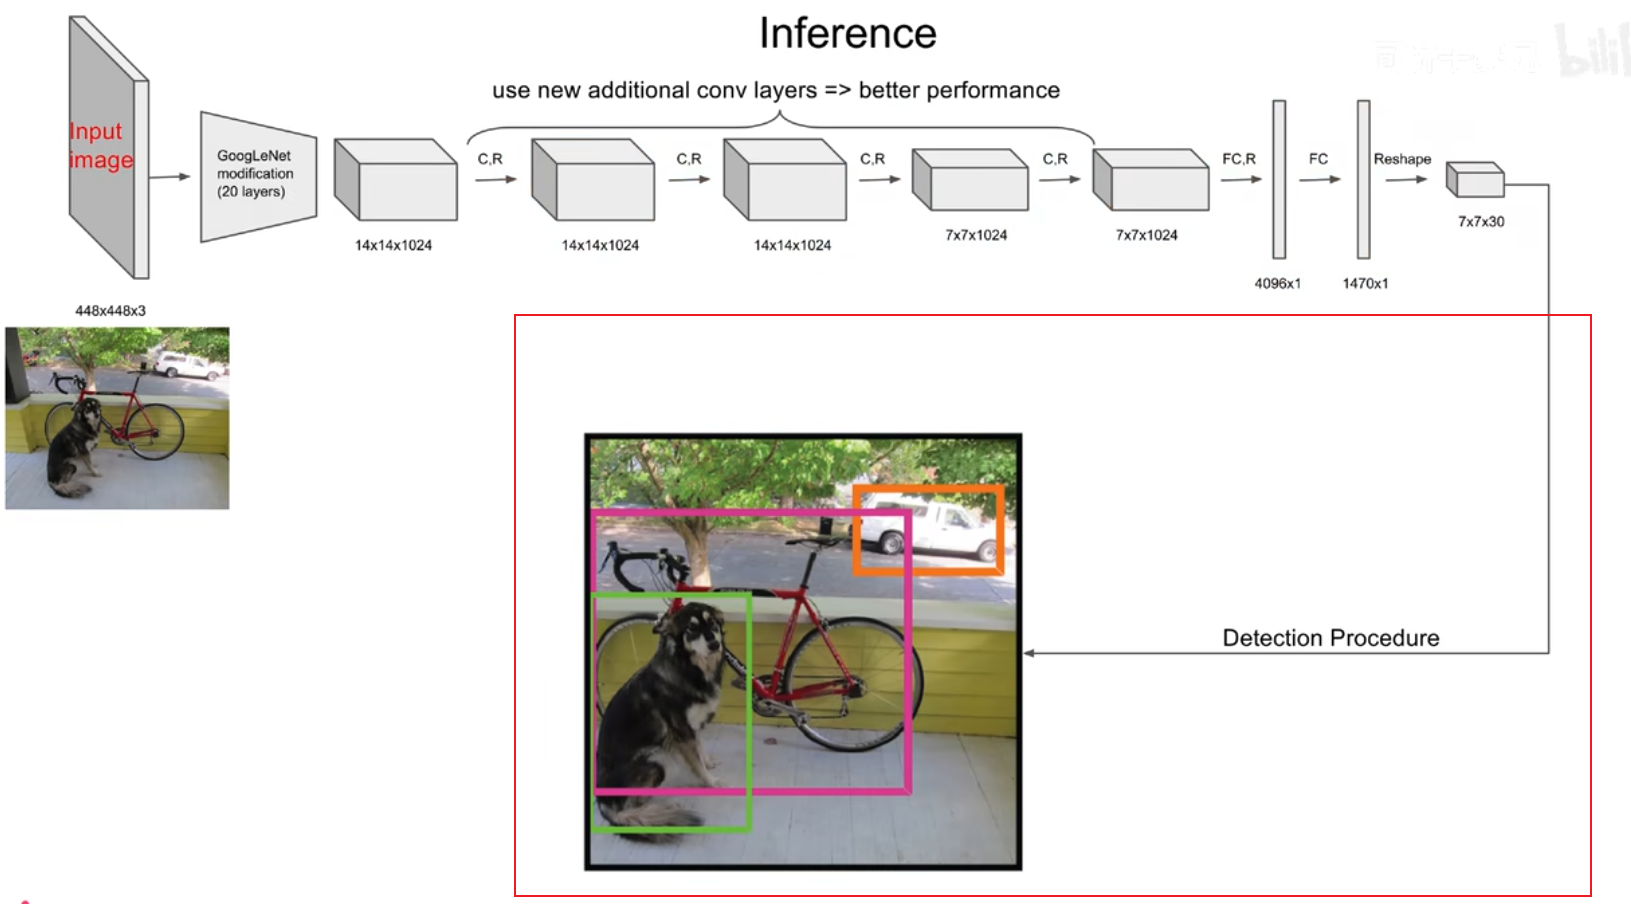 Inference
use new additional conv layers => better performance
Input
image
GoogLeNet
modification
(20 layers)
C,R
C,R
C,R
C,R
FC,R
FC
Reshape
448x448x3
14x14x1024
14x14x1024
14x14x1024
7x7x1024
7x7x1024
4096x1
1470x1
7x7x30
Detection Procedure